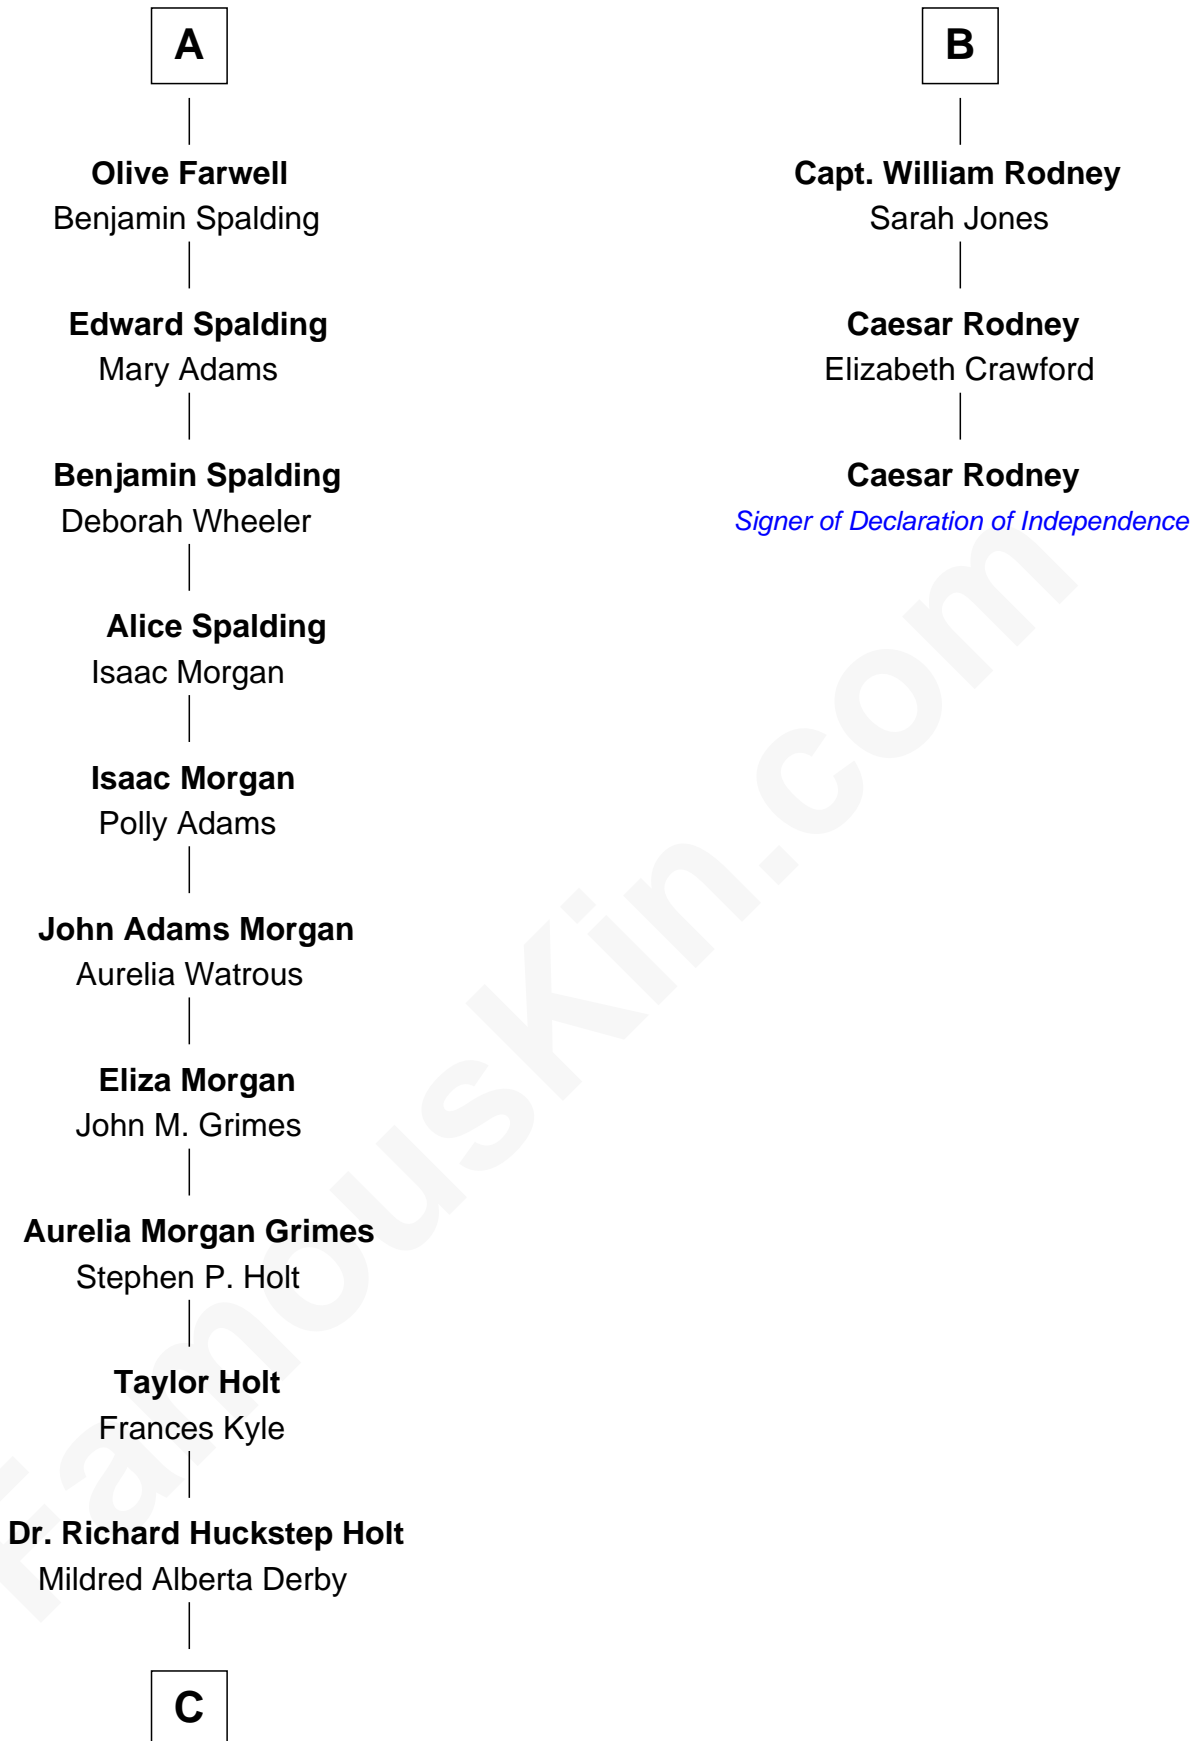 A
Olive Farwell
Benjamin Spalding
Edward Spalding
Mary Adams
Benjamin Spalding
Deborah Wheeler
Alice Spalding
Isaac Morgan
Isaac Morgan
Polly Adams
John Adams Morgan
Aurelia Watrous
Eliza Morgan
John M. Grimes
Aurelia Morgan Grimes
Stephen P. Holt
Taylor Holt
Frances Kyle
Dr. Richard Huckstep Holt
Mildred Alberta Derby
C
B
Capt. William Rodney
Sarah Jones
Caesar Rodney
Elizabeth Crawford
Caesar Rodney
Signer of Declaration of Independence
FamousKin.com